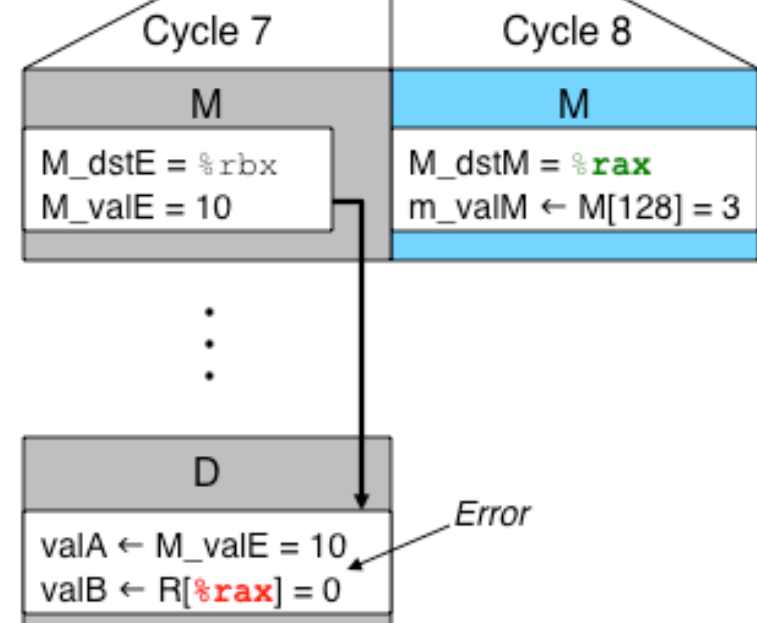 Cycle 7
Cycle 8
M
M
M_dstE = %rbx
M_valE = 10
M_dstM = %rax
m_valM ← M[128] = 3
D
Error
valA ← M_valE = 10
valB ← R[%rax] = 0